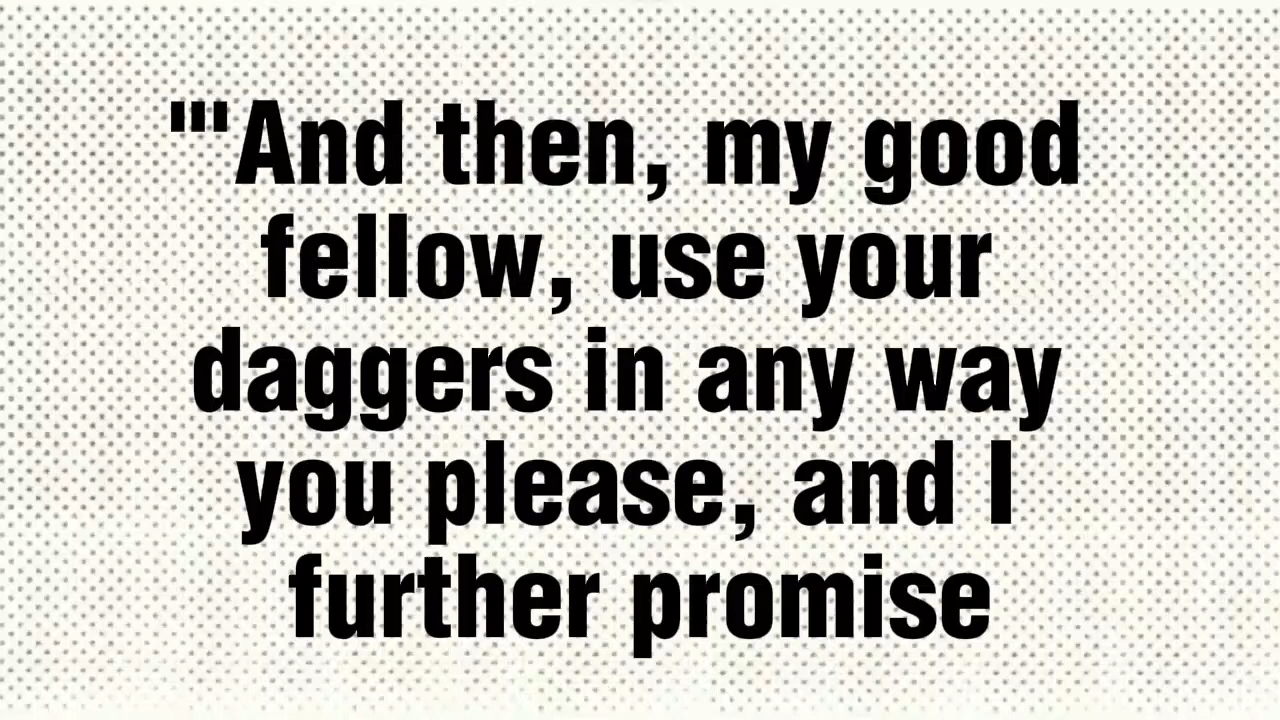 "'And then, my good
fellow, use your
daggers in any way
you please, and I
further promise